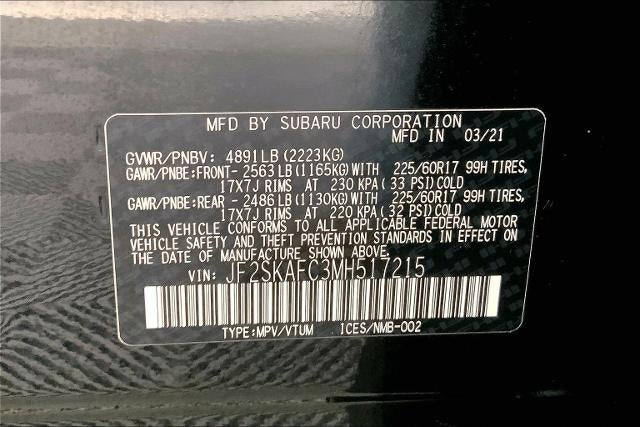 MFD BY SUBARU CORPORATION
MFD IN 03/21
GVWR/PNBV: 4891LB(2223KG)
GAWR/PNBE:FRONT- 2563LB(1165KG)WITH 225/60R17 99H TIRES,
17X7J RIMS AT 230 KPA(33 PSI)COLD
GAWR/PNBE:REAR - 2486LB(1130KG)WITH 225/60R17 99H TIRES,
17X7J RIMS AT 220 KPA(32 PSI)COLD
THIS VEHICLE CONFORMS TO ALL APPLICABLE FEDERAL MOTOR
VEHICLE SAFETY AND THEFT PREVENTION STANDARDS IN EFFECT ON
THE DATE OF MANUFACTURE SHOWN ABOVE.
VIN: JF2SKAFC3MH517215
TYPE:MPV/VTUM ICES/NMB-002